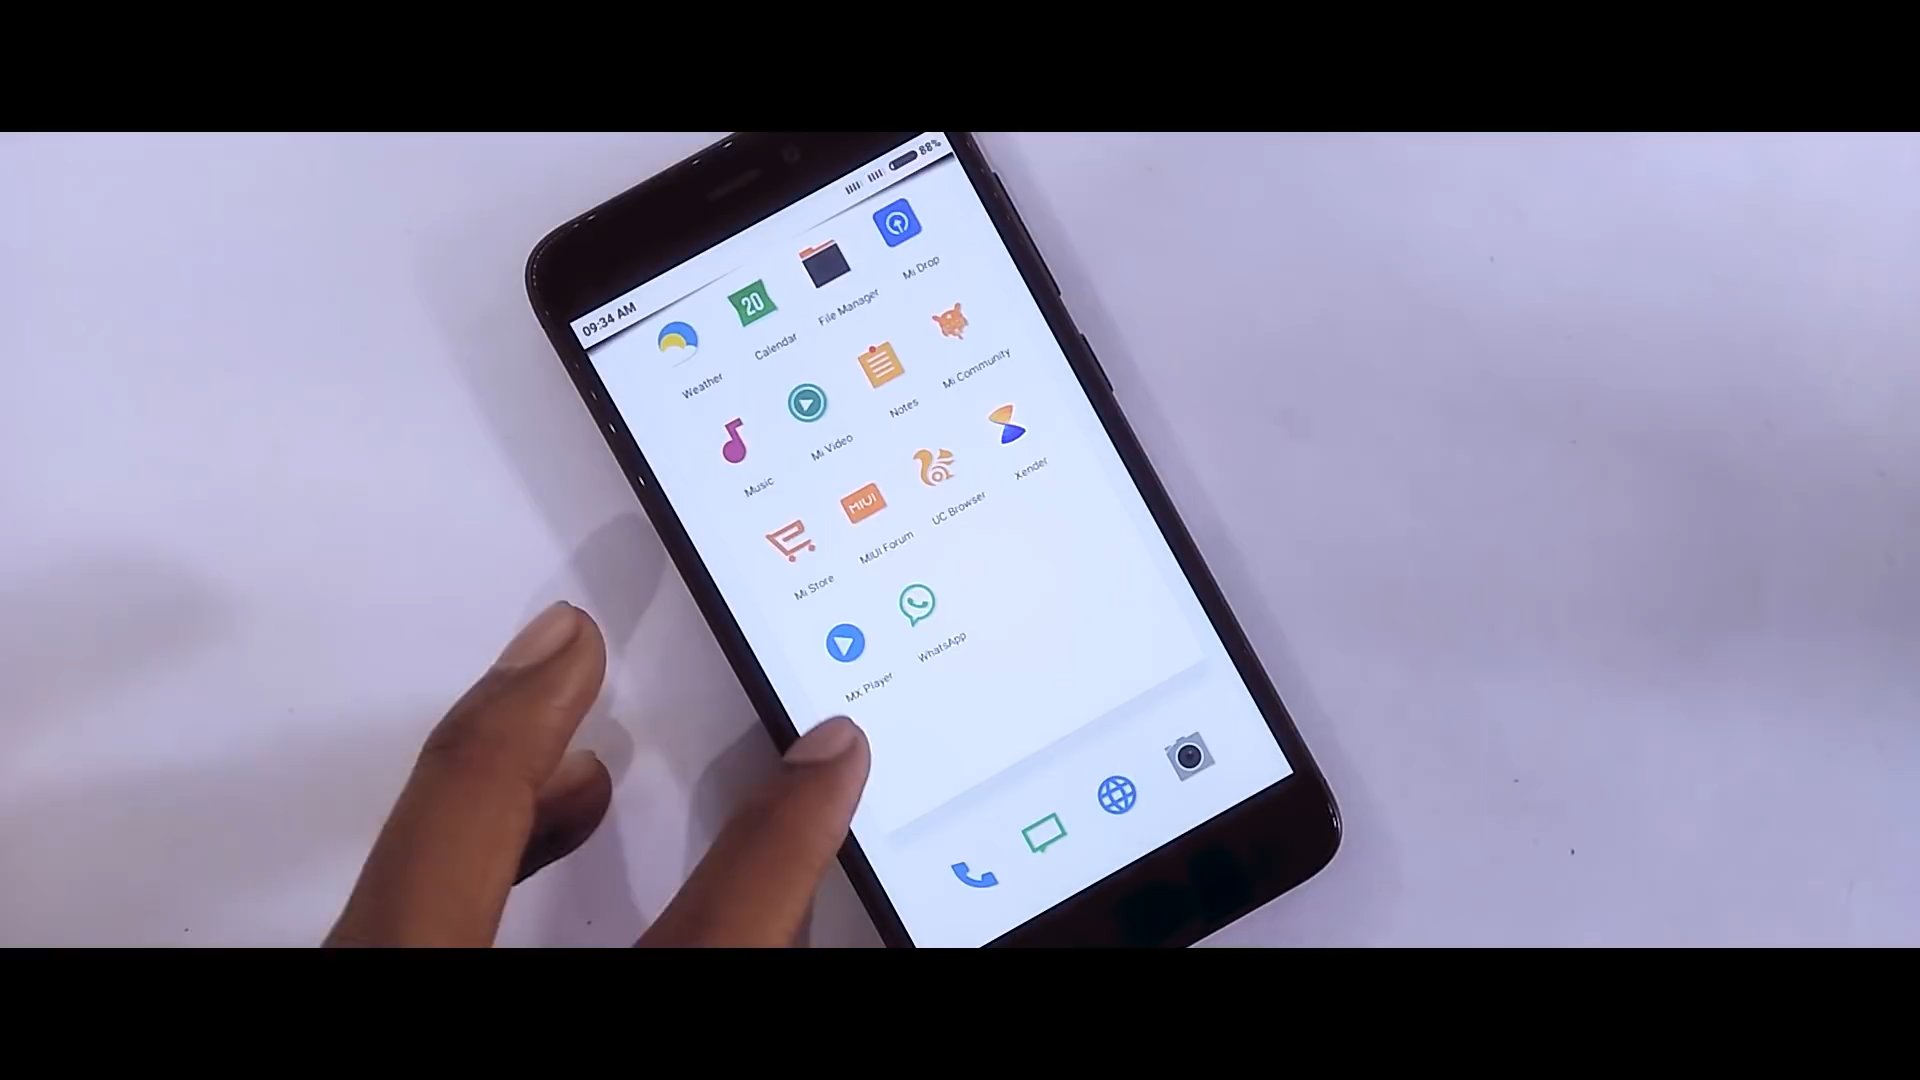 09:34 AM 88%
Weather
20
Calendar
File Manager
Mi Drop
Music
Mi Video
Notes
Mi Community
Mi Store
MIUI
MIUI Forum
UC Browser
Xender
MX Player
WhatsApp